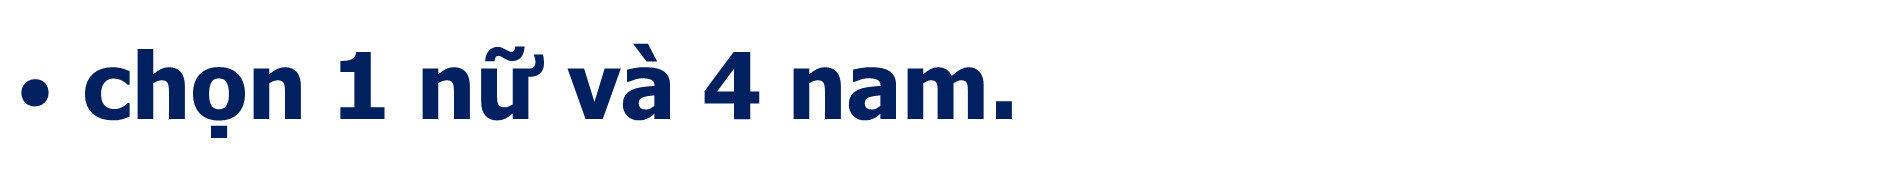 • chọn 1 nữ và 4 nam.